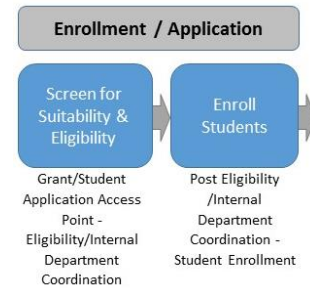 Enrollment / Application
Screen for
Suitability &
Eligibility
Enroll
Students
Grant/Student
Application Access
Point -
Eligibility/Internal
Department
Coordination
Post Eligibility
/Internal
Department
Coordination -
Student Enrollment